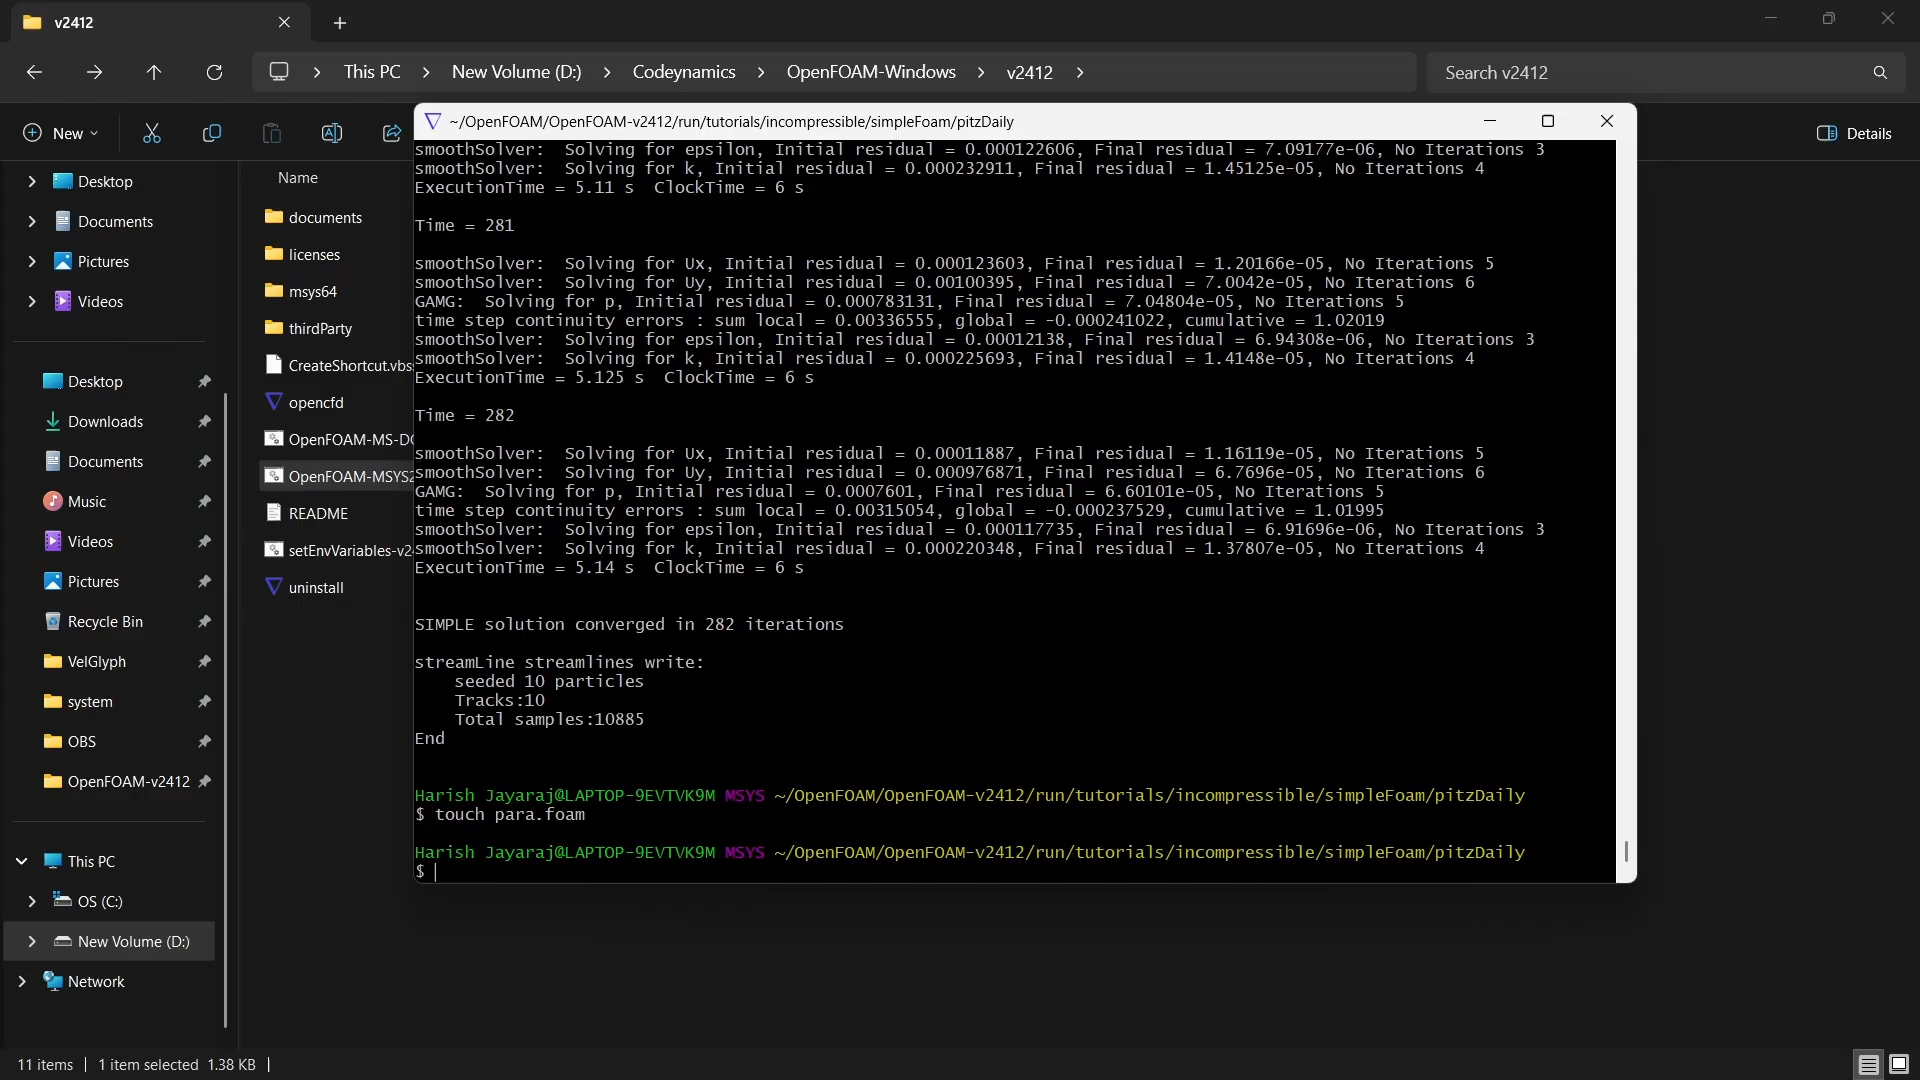 v2412
This PC
New Volume (D:)
Codeynamics
OpenFOAM-Windows
v2412
Search v2412
New
Details
Desktop
Documents
Pictures
Videos
Desktop
Downloads
Documents
Music
Videos
Pictures
Recycle Bin
VelGlyph
system
OBS
OpenFOAM-v2412
This PC
OS (C:)
New Volume (D:)
Network
Name
documents
licenses
msys64
thirdParty
CreateShortcut.vbs
opencfd
OpenFOAM-MS-DO
OpenFOAM-MSYS2
README
setEnvVariables-v2
uninstall
~/OpenFOAM/OpenFOAM-v2412/run/tutorials/incompressible/simpleFoam/pitzDaily
smoothSolver:  Solving for epsilon, Initial residual = 0.000122606, Final residual = 7.09177e-06, No Iterations 3
smoothSolver:  Solving for k, Initial residual = 0.000232911, Final residual = 1.45125e-05, No Iterations 4
ExecutionTime = 5.11 s  ClockTime = 6 s
Time = 281
smoothSolver:  Solving for Ux, Initial residual = 0.000123603, Final residual = 1.20166e-05, No Iterations 5
smoothSolver:  Solving for Uy, Initial residual = 0.00100395, Final residual = 7.0042e-05, No Iterations 6
GAMG:  Solving for p, Initial residual = 0.000783131, Final residual = 7.04804e-05, No Iterations 5
time step continuity errors : sum local = 0.00336555, global = -0.000241022, cumulative = 1.02019
smoothSolver:  Solving for epsilon, Initial residual = 0.00012138, Final residual = 6.94308e-06, No Iterations 3
smoothSolver:  Solving for k, Initial residual = 0.000225693, Final residual = 1.4148e-05, No Iterations 4
ExecutionTime = 5.125 s  ClockTime = 6 s
Time = 282
smoothSolver:  Solving for Ux, Initial residual = 0.00011887, Final residual = 1.16119e-05, No Iterations 5
smoothSolver:  Solving for Uy, Initial residual = 0.000976871, Final residual = 6.7696e-05, No Iterations 6
GAMG:  Solving for p, Initial residual = 0.0007601, Final residual = 6.60101e-05, No Iterations 5
time step continuity errors : sum local = 0.00315054, global = -0.000237529, cumulative = 1.01995
smoothSolver:  Solving for epsilon, Initial residual = 0.000117735, Final residual = 6.91696e-06, No Iterations 3
smoothSolver:  Solving for k, Initial residual = 0.000220348, Final residual = 1.37807e-05, No Iterations 4
ExecutionTime = 5.14 s  ClockTime = 6 s
SIMPLE solution converged in 282 iterations
streamLine streamlines write:
seeded 10 particles
Tracks:10
Total samples:10885
End
Harish Jayaraj@LAPTOP-9EVTVK9M MSYS ~/OpenFOAM/OpenFOAM-v2412/run/tutorials/incompressible/simpleFoam/pitzDaily
$ touch para.foam
Harish Jayaraj@LAPTOP-9EVTVK9M MSYS ~/OpenFOAM/OpenFOAM-v2412/run/tutorials/incompressible/simpleFoam/pitzDaily
$
11 items
1 item selected 1.38 KB